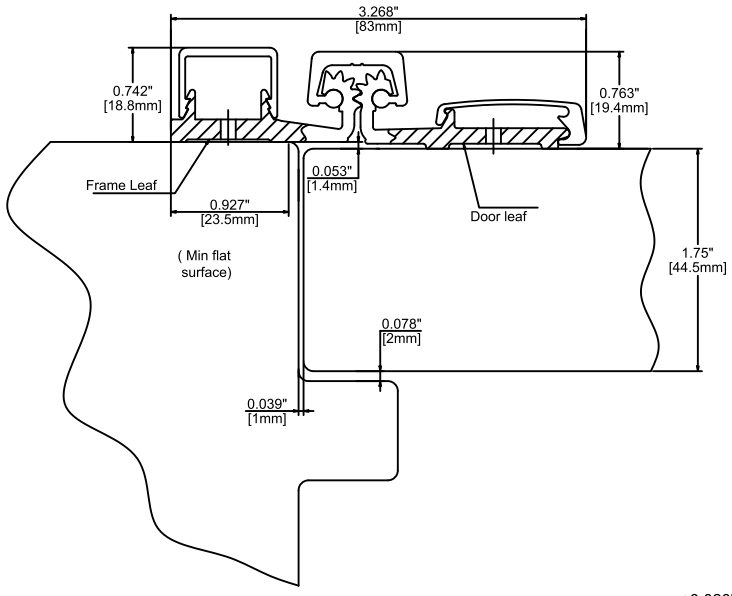 3.268"
[83mm]
0.742"
[18.8mm]
0.763"
[19.4mm]
0.053"
[1.4mm]
Frame Leaf
0.927"
[23.5mm]
Door leaf
( Min flat
surface)
1.75"
[44.5mm]
0.078"
[2mm]
0.039"
[1mm]